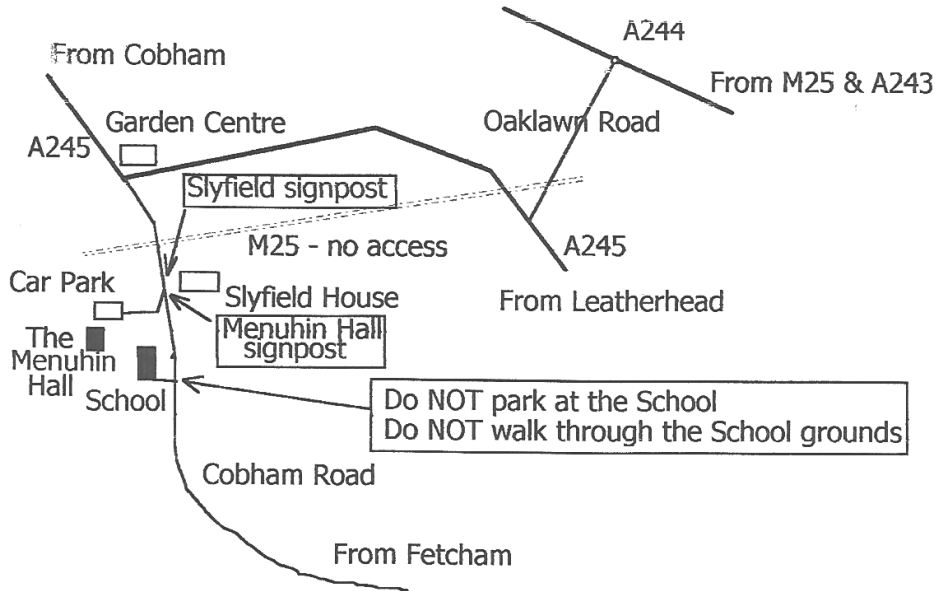 A244
From Cobham
From M25 & A243
Garden Centre
Oaklawn Road
A245
Slyfield signpost
M25 - no access
A245
Car Park
Slyfield House
From Leatherhead
Menuhin Hall
signpost
The
Menuhin
Hall
School
Do NOT park at the School
Do NOT walk through the School grounds
Cobham Road
From Fetcham